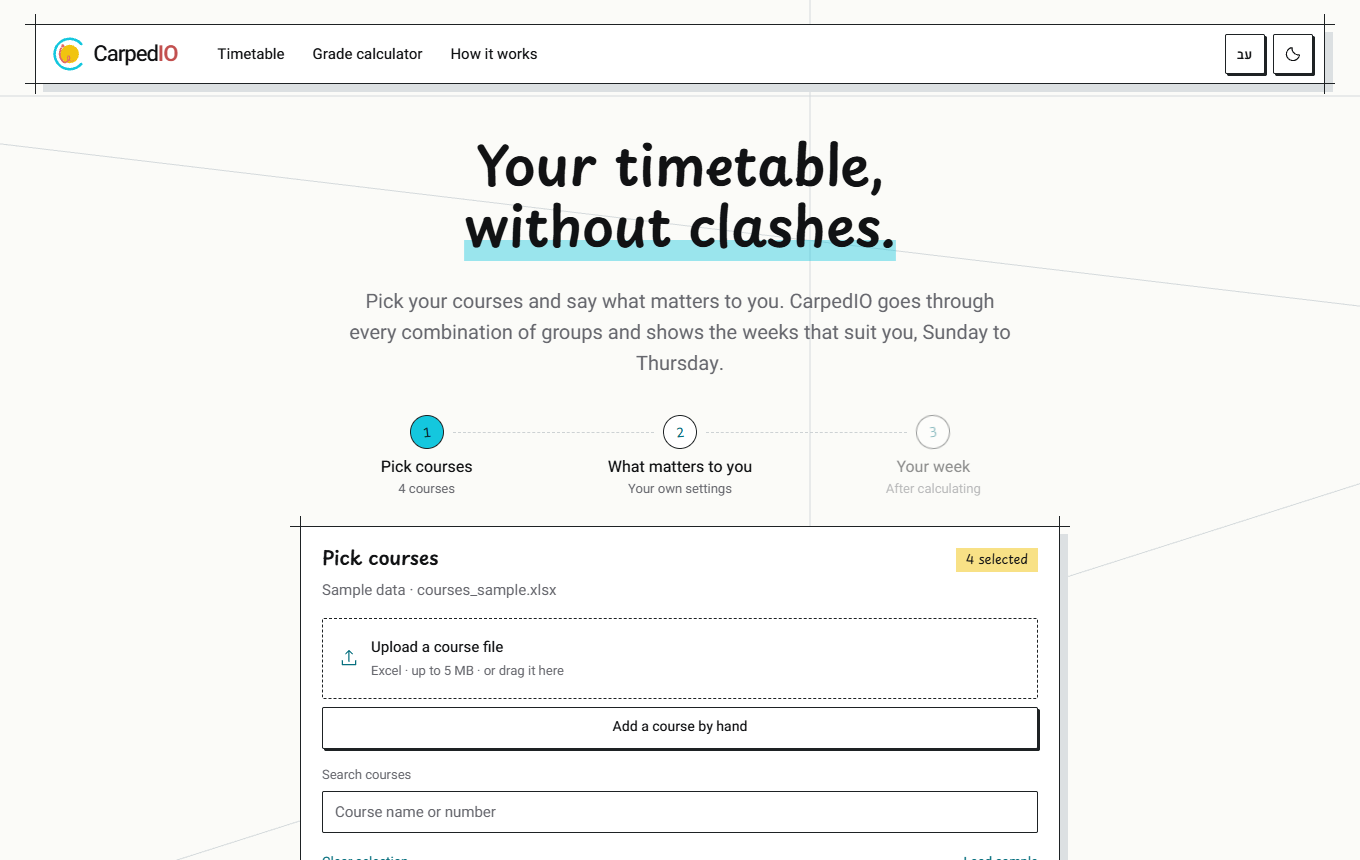 CarpedIO
Timetable
Grade calculator
How it works
עב
Your timetable,
without clashes.
Pick your courses and say what matters to you. CarpedIO goes through
every combination of groups and shows the weeks that suit you, Sunday to
Thursday.
1
2
3
Pick courses
What matters to you
Your week
4 courses
Your own settings
After calculating
Pick courses
4 selected
Sample data · courses_sample.xlsx
Upload a course file
Excel · up to 5 MB · or drag it here
Add a course by hand
Search courses
Course name or number
Clear selection
Load sample